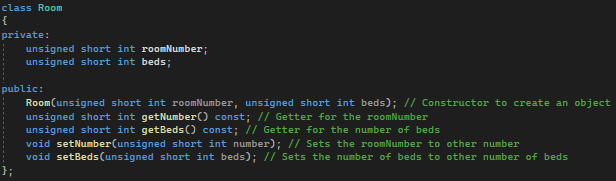 class Room
{
private:
    unsigned short int roomNumber;
    unsigned short int beds;

public:
    Room(unsigned short int roomNumber, unsigned short int beds); // Constructor to create an object
    unsigned short int getNumber() const; // Getter for the roomNumber
    unsigned short int getBeds() const; // Getter for the number of beds
    void setNumber(unsigned short int number); // Sets the roomNumber to other number
    void setBeds(unsigned short int beds); // Sets the number of beds to other number of beds
};